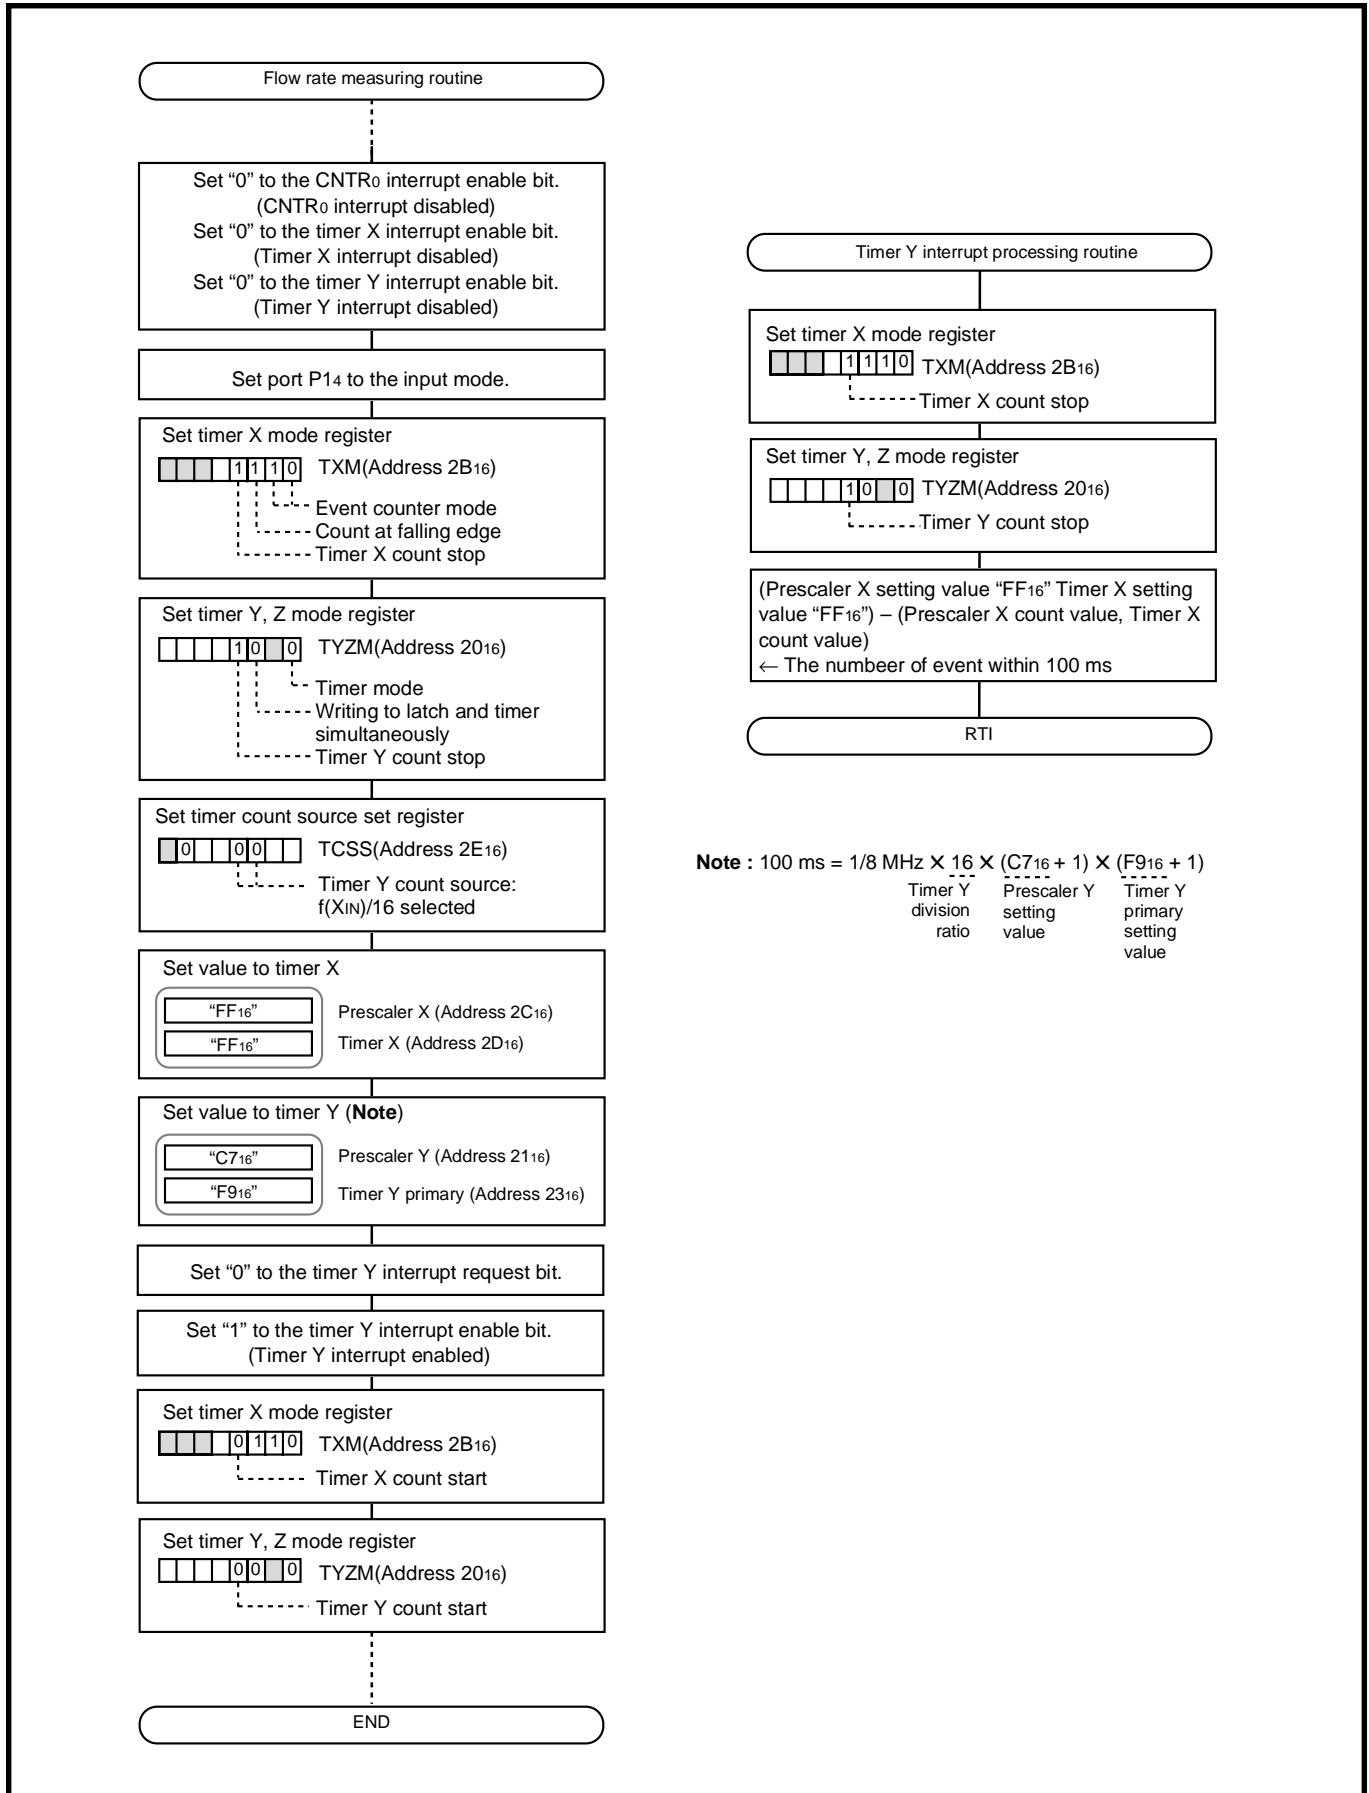 Flow rate measuring routine
Set “0” to the CNTR0 interrupt enable bit.
(CNTR0 interrupt disabled)
Set “0” to the timer X interrupt enable bit.
(Timer X interrupt disabled)
Set “0” to the timer Y interrupt enable bit.
(Timer Y interrupt disabled)
Set port P14 to the input mode.
Set timer X mode register
1 1 1 0 TXM(Address 2B16)
Event counter mode
Count at falling edge
Timer X count stop
Set timer Y, Z mode register
1 0 0 TYZM(Address 2016)
Timer mode
Writing to latch and timer
simultaneously
Timer Y count stop
Set timer count source set register
0 0 0 TCSS(Address 2E16)
Timer Y count source:
f(XIN)/16 selected
Set value to timer X
“FF16” Prescaler X (Address 2C16)
“FF16” Timer X (Address 2D16)
Set value to timer Y (Note)
“C716” Prescaler Y (Address 2116)
“F916” Timer Y primary (Address 2316)
Set “0” to the timer Y interrupt request bit.
Set “1” to the timer Y interrupt enable bit.
(Timer Y interrupt enabled)
Set timer X mode register
0 1 1 0 TXM(Address 2B16)
Timer X count start
Set timer Y, Z mode register
0 0 0 TYZM(Address 2016)
Timer Y count start
END
Timer Y interrupt processing routine
Set timer X mode register
1 1 1 0 TXM(Address 2B16)
Timer X count stop
Set timer Y, Z mode register
1 0 0 TYZM(Address 2016)
Timer Y count stop
(Prescaler X setting value “FF16” Timer X setting
value “FF16”) – (Prescaler X count value, Timer X
count value)
← The numbeer of event within 100 ms
RTI
Note : 100 ms = 1/8 MHz ✕ 16 ✕ (C716 + 1) ✕ (F916 + 1)
Timer Y
division
ratio
Prescaler Y
setting
value
Timer Y
primary
setting
value